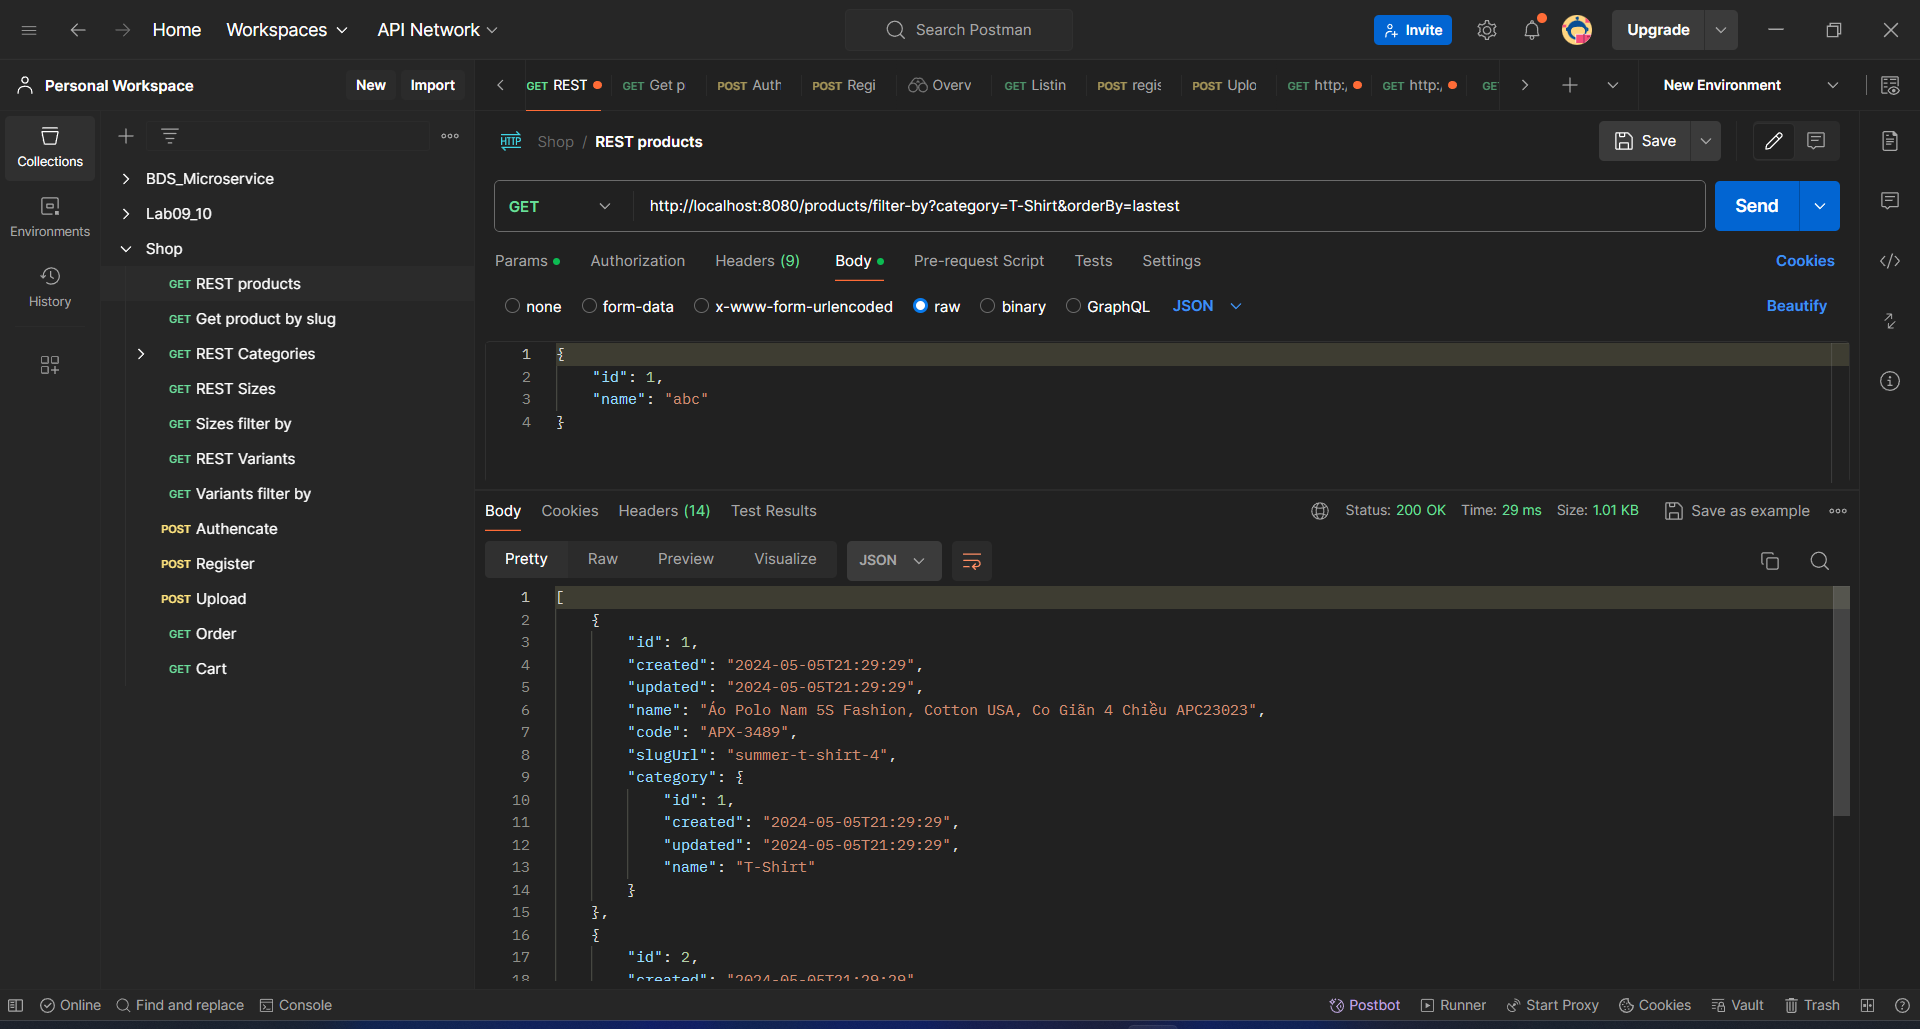 Home Workspaces API Network Search Postman Invite Upgrade
Personal Workspace New Import GET REST GET Get p POST Auth POST Regi Overv GET Listin POST regis POST Uplo GET http:/ GET http:/ GE New Environment
HTTP Shop / REST products Save
Collections
Environments
History
BDS_Microservice
Lab09_10
Shop
GET REST products
GET Get product by slug
GET REST Categories
GET REST Sizes
GET Sizes filter by
GET REST Variants
GET Variants filter by
POST Authencate
POST Register
POST Upload
GET Order
GET Cart
GET http://localhost:8080/products/filter-by?category=T-Shirt&orderBy=lastest Send
Params Authorization Headers (9) Body Pre-request Script Tests Settings Cookies
none form-data x-www-form-urlencoded raw binary GraphQL JSON Beautify
1 {
2 "id": 1,
3 "name": "abc"
4 }
Body Cookies Headers (14) Test Results Status: 200 OK Time: 29 ms Size: 1.01 KB Save as example
Pretty Raw Preview Visualize JSON
1 [
2 {
3 "id": 1,
4 "created": "2024-05-05T21:29:29",
5 "updated": "2024-05-05T21:29:29",
6 "name": "Áo Polo Nam 5S Fashion, Cotton USA, Co Giãn 4 Chiều APC23023",
7 "code": "APX-3489",
8 "slugUrl": "summer-t-shirt-4",
9 "category": {
10 "id": 1,
11 "created": "2024-05-05T21:29:29",
12 "updated": "2024-05-05T21:29:29",
13 "name": "T-Shirt"
14 }
15 },
16 {
17 "id": 2,
18 "created": "2024-05-05T21:29:29"
Online Find and replace Console Postbot Runner Start Proxy Cookies Vault Trash